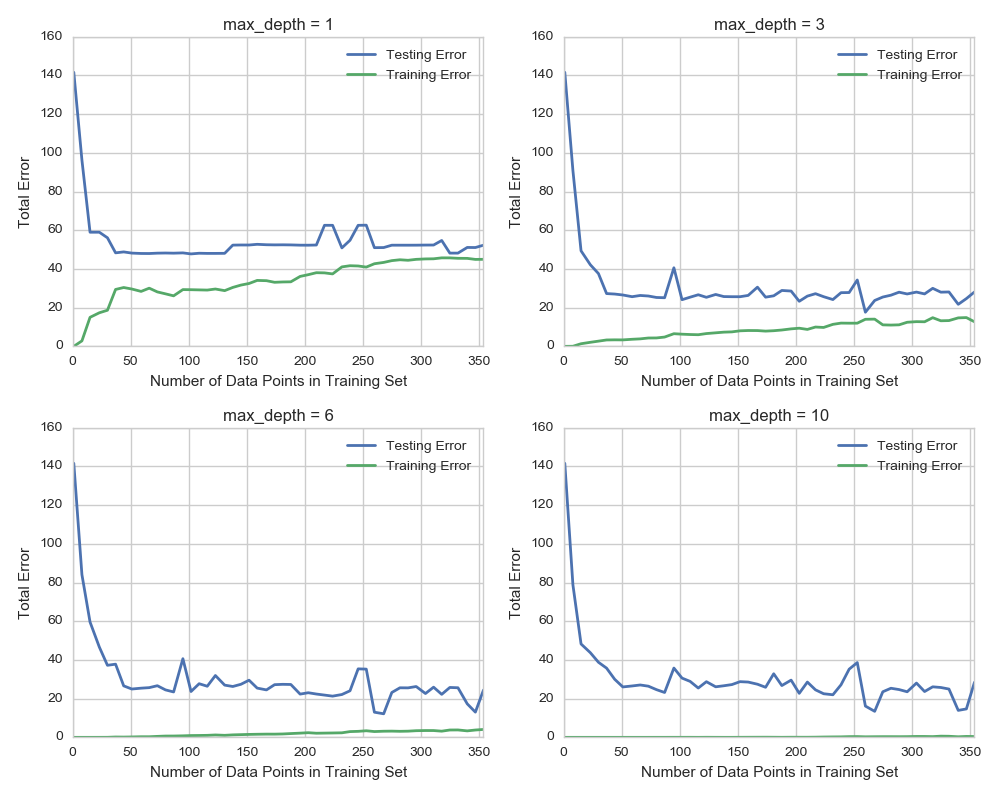 max_depth = 1
160
140
120
100
80
60
40
20
0
Total Error
Testing Error
Training Error
0 50 100 150 200 250 300 350
Number of Data Points in Training Set
max_depth = 3
160
140
120
100
80
60
40
20
0
Total Error
Testing Error
Training Error
0 50 100 150 200 250 300 350
Number of Data Points in Training Set
max_depth = 6
160
140
120
100
80
60
40
20
0
Total Error
Testing Error
Training Error
0 50 100 150 200 250 300 350
Number of Data Points in Training Set
max_depth = 10
160
140
120
100
80
60
40
20
0
Total Error
Testing Error
Training Error
0 50 100 150 200 250 300 350
Number of Data Points in Training Set